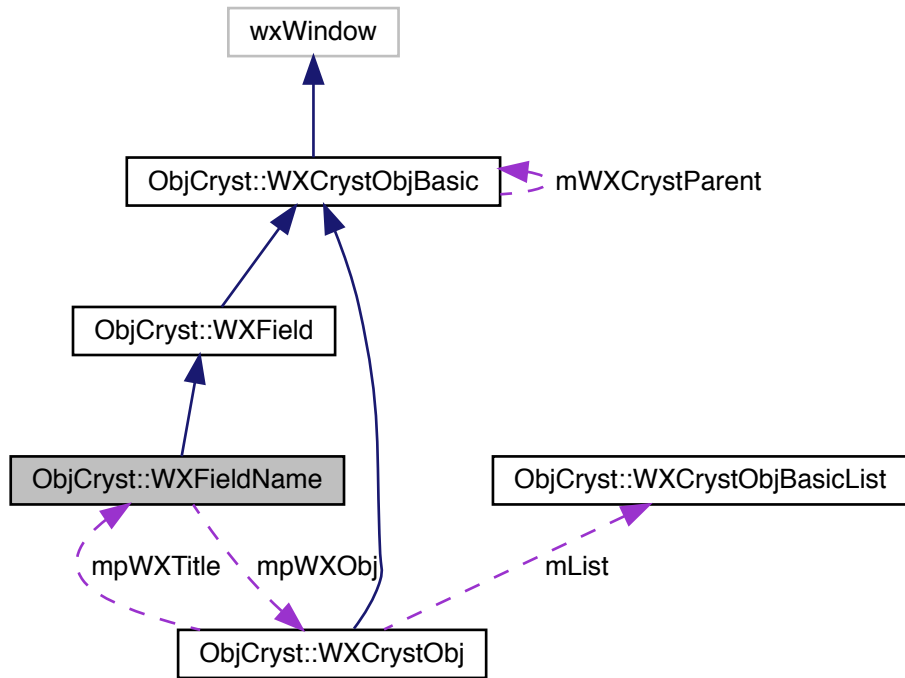 wxWindow
ObjCryst::WXCrystObjBasic
mWXCrystParent
ObjCryst::WXField
ObjCryst::WXFieldName
ObjCryst::WXCrystObjBasicList
mpWXTitle
mpWXObj
mList
ObjCryst::WXCrystObj